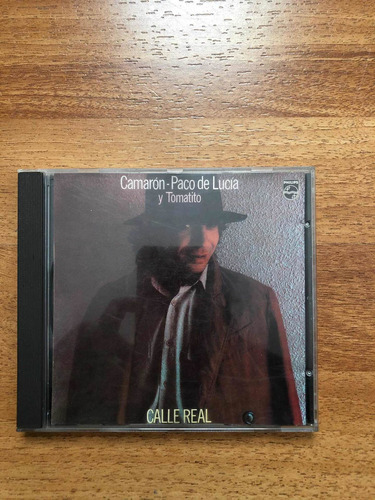 Camarón-Paco de Lucía
y Tomatito
PHILIPS
CALLE REAL